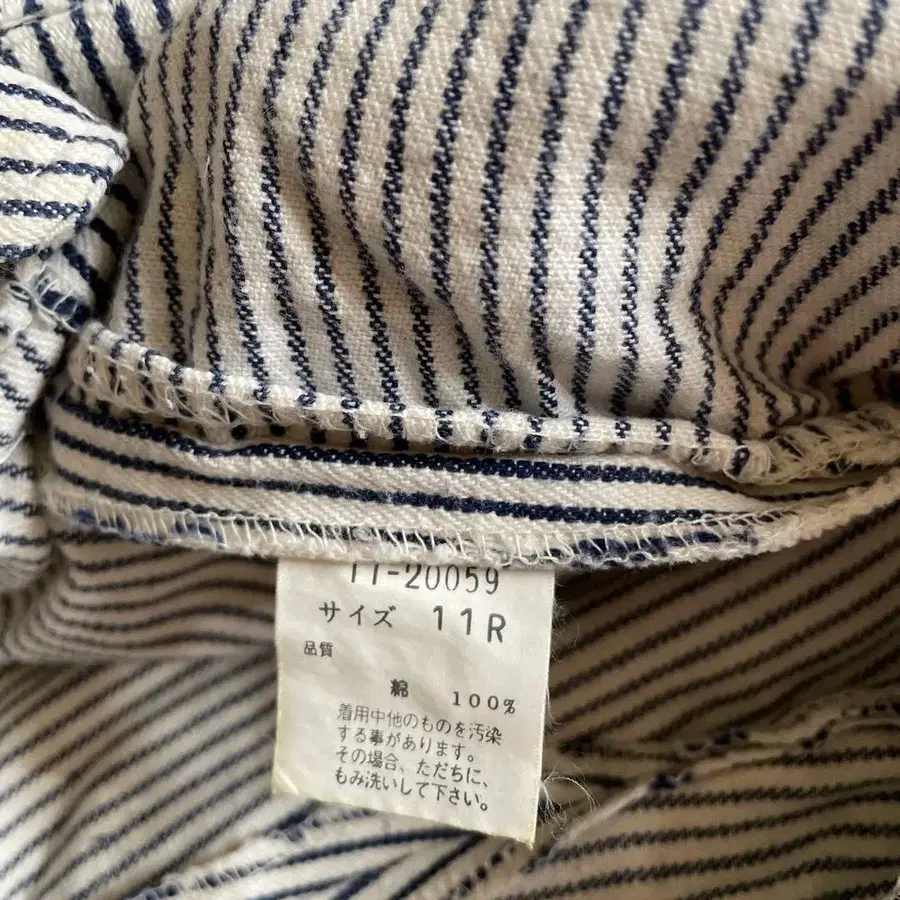 11-20059
サイズ 11R
品質
綿 100%
着用中他のものを汚染
する事があります。
その場合、ただちに、
もみ洗いして下さい。